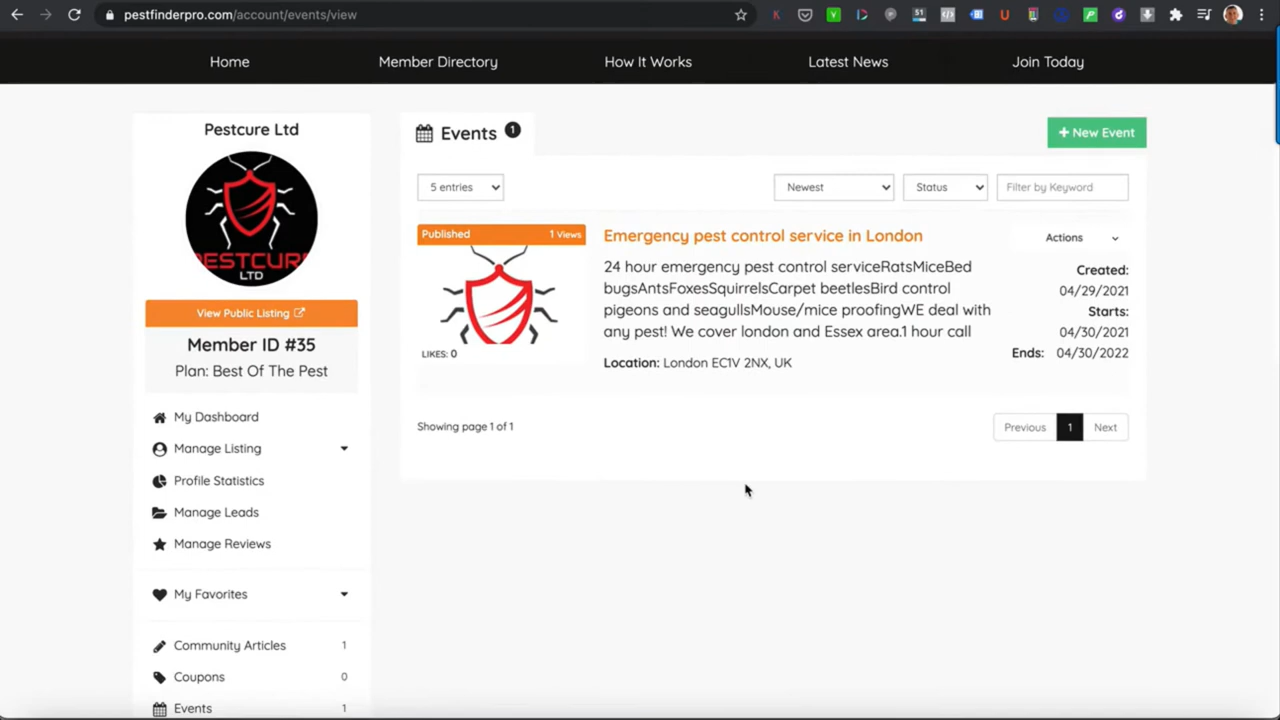 pestfinderpro.com/account/events/view
51
Home
Member Directory
How It Works
Latest News
Join Today
Pestcure Ltd
PESTCURE
LTD
View Public Listing
Member ID #35
Plan: Best Of The Pest
My Dashboard
Manage Listing
Profile Statistics
Manage Leads
Manage Reviews
My Favorites
Community Articles 1
Coupons 0
Events 1
Events 1
+ New Event
5 entries
Newest
Status
Filter by Keyword
Published 1 Views
LIKES: 0
Emergency pest control service in London
24 hour emergency pest control serviceRatsMiceBed
bugsAntsFoxesSquirrelsCarpet beetlesBird control
pigeons and seagullsMouse/mice proofingWE deal with
any pest! We cover london and Essex area.1 hour call
Location: London EC1V 2NX, UK
Actions
Created:
04/29/2021
Starts:
04/30/2021
Ends: 04/30/2022
Showing page 1 of 1
Previous 1 Next